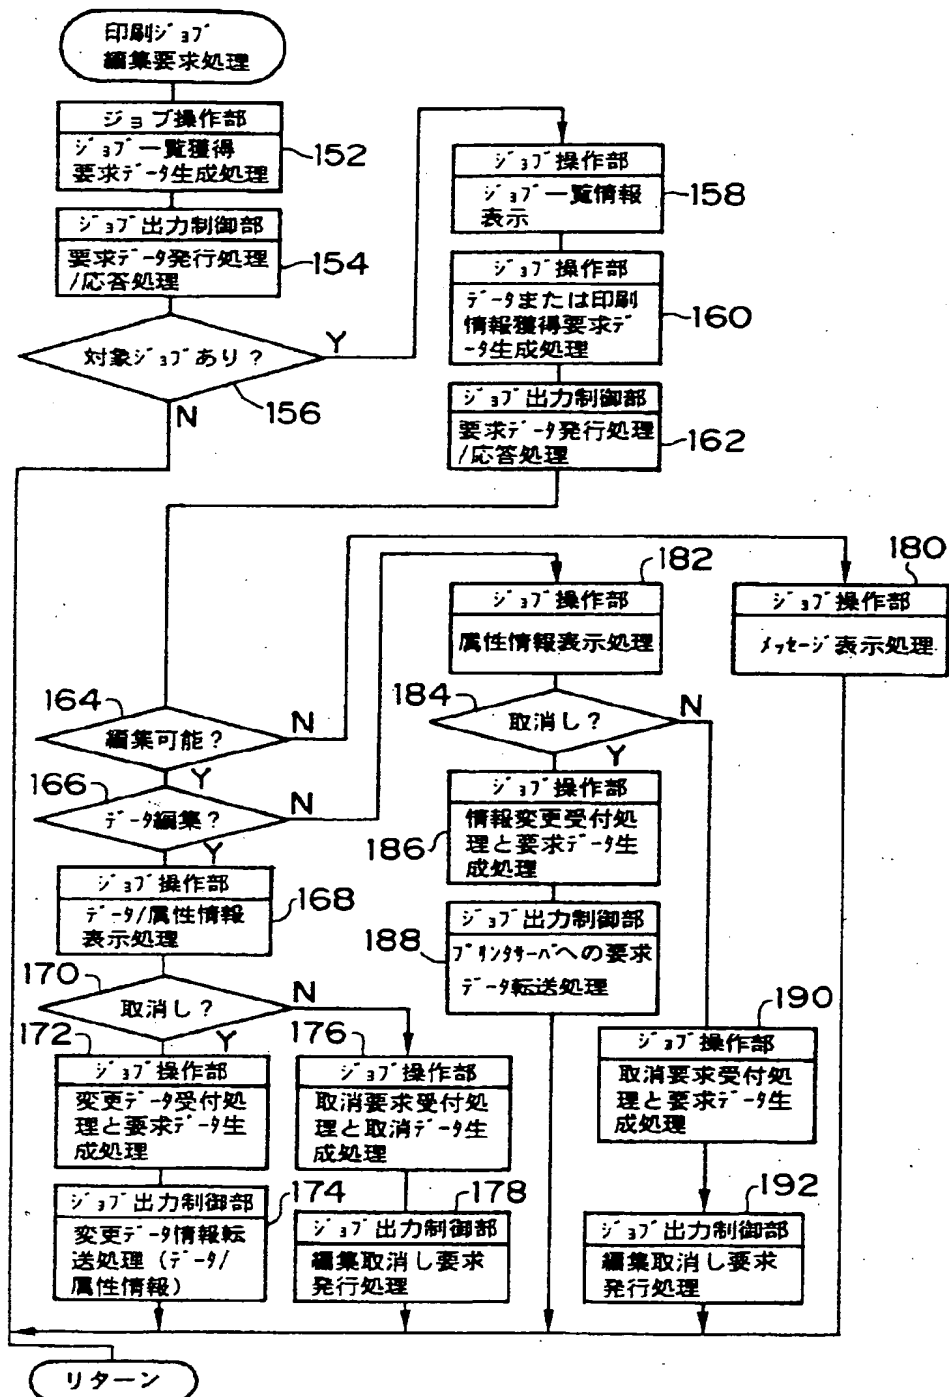 印刷ジョブ
編集要求処理
ジョブ操作部
ジョブ一覧獲得
要求データ生成処理
152
ジョブ出力制御部
要求データ発行処理
/応答処理
154
対象ジョブあり?
Y
N
156
ジョブ操作部
ジョブ一覧情報
表示
158
ジョブ操作部
データまたは印刷
情報獲得要求デ
ータ生成処理
160
ジョブ出力制御部
要求データ発行処理
/応答処理
162
164
編集可能?
N
Y
166
データ編集?
N
Y
ジョブ操作部
データ/属性情報
表示処理
168
170
取消し?
N
Y
172
ジョブ操作部
変更データ受付処
理と要求データ生
成処理
ジョブ出力制御部
変更データ情報転
送処理(データ/
属性情報)
174
176
ジョブ操作部
取消要求受付処
理と取消データ生
成処理
178
ジョブ出力制御部
編集取消し要求
発行処理
180
ジョブ操作部
メッセージ表示処理
182
ジョブ操作部
属性情報表示処理
184
取消し?
N
Y
186
ジョブ操作部
情報変更受付処
理と要求データ生
成処理
188
ジョブ出力制御部
プリンタサーバへの要求
データ転送処理
190
ジョブ操作部
取消要求受付処
理と要求データ生
成処理
192
ジョブ出力制御部
編集取消し要求
発行処理
リターン